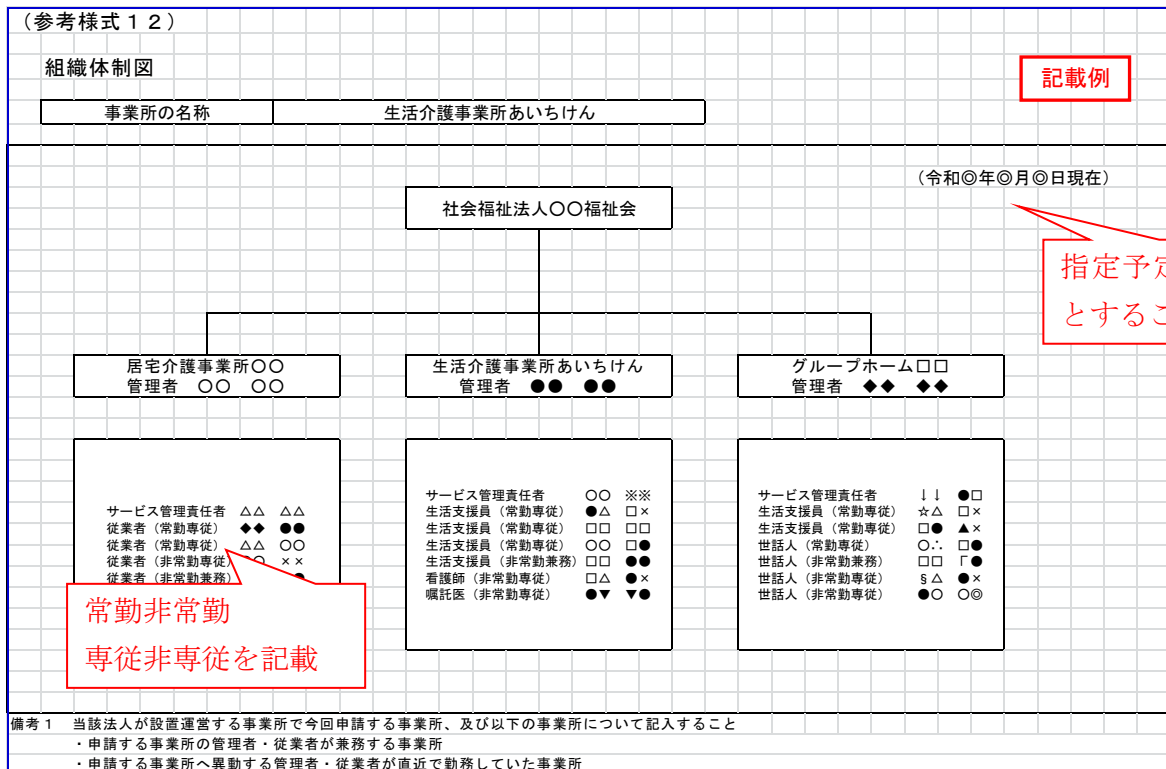 (参考様式12)
組織体制図
記載例
事業所の名称 生活介護事業所あいちけん
(令和◎年◎月◎日現在)
社会福祉法人〇〇福祉会
指定予定
とするこ
居宅介護事業所〇〇
管理者 〇〇 〇〇
生活介護事業所あいちけん
管理者 ●● ●●
グループホーム□□
管理者 ◆◆ ◆◆
サービス管理責任者 △△ △△
従業者(常勤専従) ◆◆ ●●
従業者(常勤専従) △△ 〇〇
従業者(非常勤専従) ××
従業者(非常勤兼務)
常勤非常勤
専従非専従を記載
サービス管理責任者 〇〇 ※※
生活支援員(常勤専従) ●△ □×
生活支援員(常勤専従) □□ □□
生活支援員(常勤専従) 〇〇 □●
生活支援員(非常勤兼務) □□ ●●
看護師(非常勤専従) □△ ●×
嘱託医(非常勤専従) ●▼ ▼●
サービス管理責任者 ↓↓ ●□
生活支援員(常勤専従) ☆△ □×
生活支援員(常勤専従) □● ▲×
世話人(常勤専従) 〇∴ □●
世話人(非常勤兼務) □□ 「●
世話人(非常勤専従) §△ ●×
世話人(非常勤専従) ●〇 〇◎
備考1 当該法人が設置運営する事業所で今回申請する事業所、及び以下の事業所について記入すること
・申請する事業所の管理者・従業者が兼務する事業所
・申請する事業所へ異動する管理者・従業者が直近で勤務していた事業所